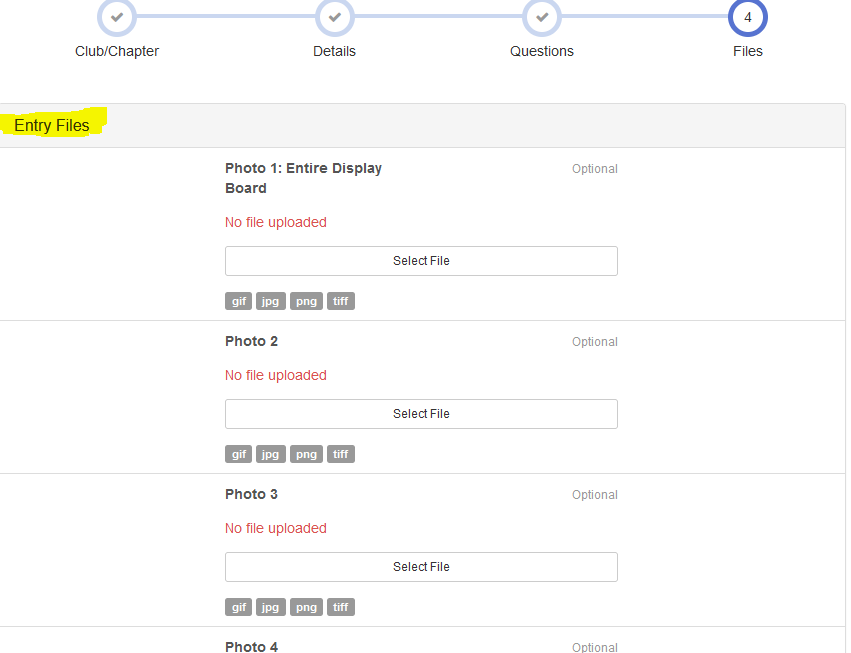 4
Club/Chapter Details Questions Files
Entry Files
Photo 1: Entire Display Optional
Board
No file uploaded
Select File
gif jpg png tiff
Photo 2 Optional
No file uploaded
Select File
gif jpg png tiff
Photo 3 Optional
No file uploaded
Select File
gif jpg png tiff
Photo 4 Optional